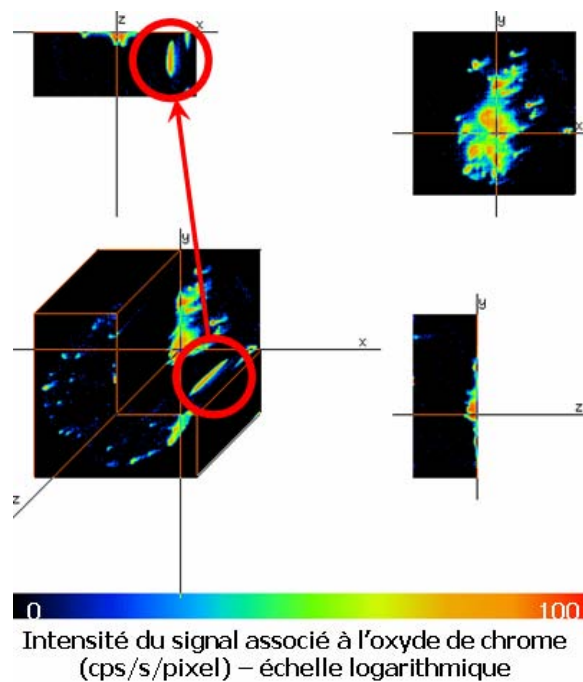 z
x
y
x
y
x
z
y
z
0 100
Intensité du signal associé à l'oxyde de chrome
(cps/s/pixel) – échelle logarithmique